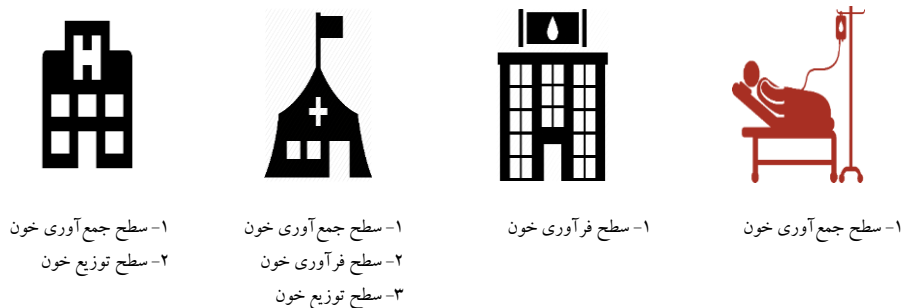 H
۱- سطح جمع‌آوری خون
۱- سطح فرآوری خون
۱- سطح جمع‌آوری خون
۲- سطح فرآوری خون
۳- سطح توزیع خون
۱- سطح جمع‌آوری خون
۲- سطح توزیع خون